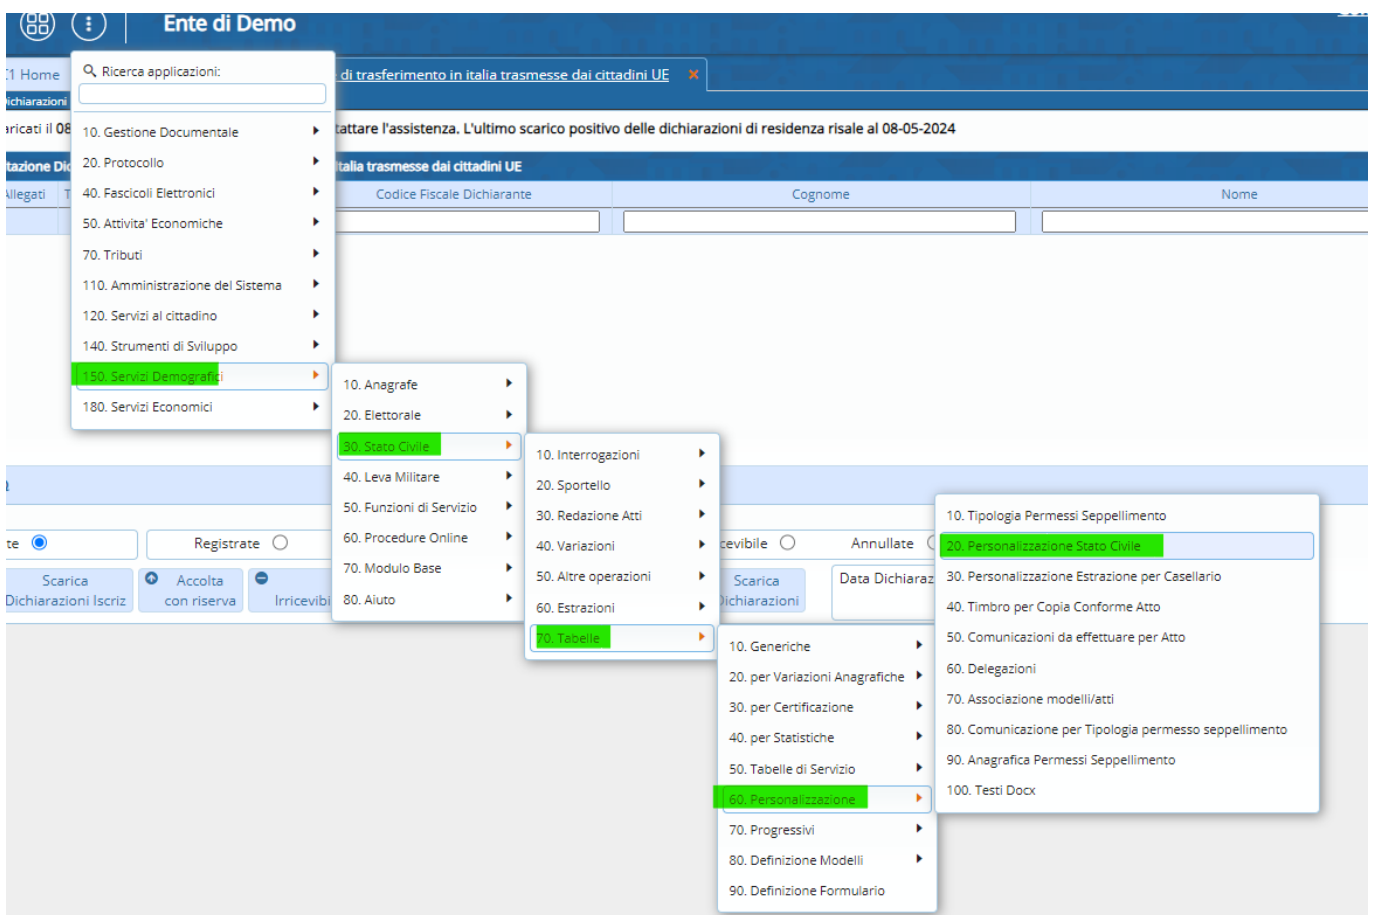 Ente di Demo
Home
Ricerca applicazioni:
di trasferimento in italia trasmesse dai cittadini UE
ichiarazioni
aricati il 08
tattare l'assistenza. L'ultimo scarico positivo delle dichiarazioni di residenza risale al 08-05-2024
tazione Dic
italia trasmesse dai cittadini UE
Allegati T
Codice Fiscale Dichiarante
Cognome
Nome
10. Gestione Documentale
20. Protocollo
40. Fascicoli Elettronici
50. Attivita' Economiche
70. Tributi
110. Amministrazione del Sistema
120. Servizi al cittadino
140. Strumenti di Sviluppo
150. Servizi Demografici
180. Servizi Economici
10. Anagrafe
20. Elettorale
30. Stato Civile
40. Leva Militare
50. Funzioni di Servizio
60. Procedure Online
70. Modulo Base
80. Aiuto
10. Interrogazioni
20. Sportello
30. Redazione Atti
40. Variazioni
50. Altre operazioni
60. Estrazioni
70. Tabelle
10. Generiche
20. per Variazioni Anagrafiche
30. per Certificazione
40. per Statistiche
50. Tabelle di Servizio
60. Personalizzazione
70. Progressivi
80. Definizione Modelli
90. Definizione Formulario
10. Tipologia Permessi Seppellimento
20. Personalizzazione Stato Civile
30. Personalizzazione Estrazione per Casellario
40. Timbro per Copia Conforme Atto
50. Comunicazioni da effettuare per Atto
60. Delegazioni
70. Associazione modelli/atti
80. Comunicazione per Tipologia permesso seppellimento
90. Anagrafica Permessi Seppellimento
100. Testi Docx
te
Registrate
cevibile
Annullate
Scarica
Dichiarazioni Iscriz
Accolta
con riserva
Irricevibi
Scarica
Dichiarazioni
Data Dichiaraz